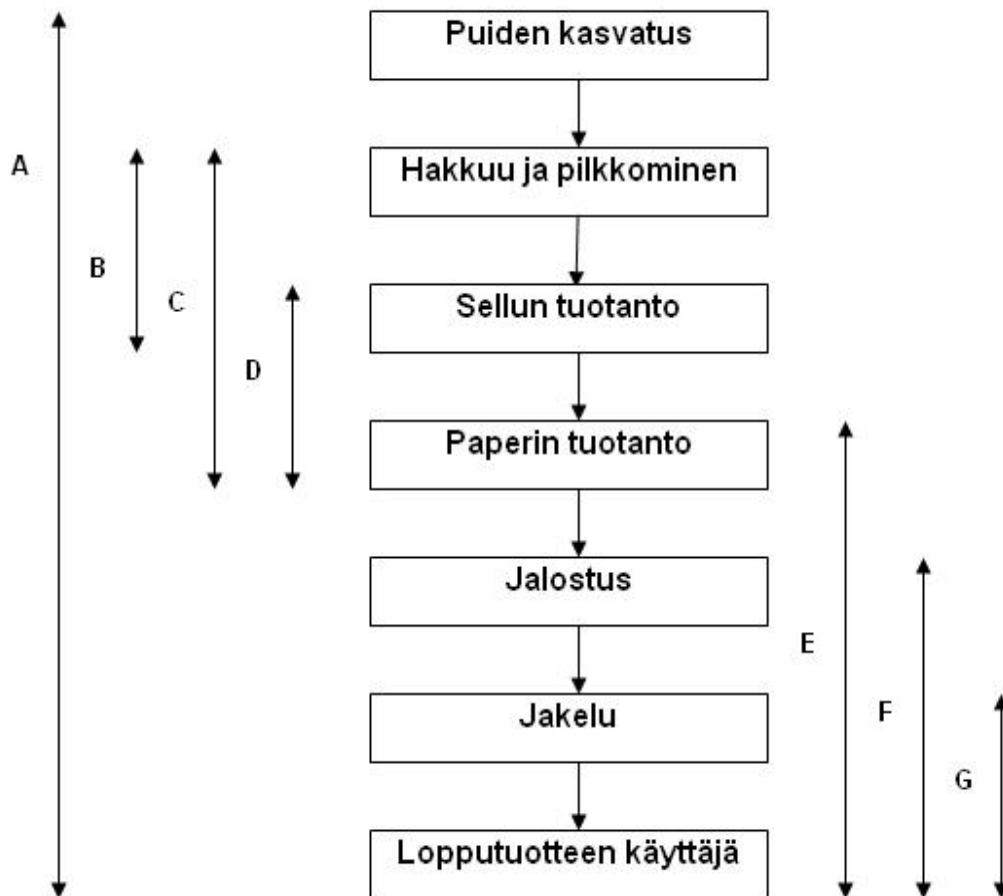 Puiden kasvatus
A
Hakkuu ja pilkkominen
B
C
Sellun tuotanto
D
Paperin tuotanto
Jalostus
E
Jakelu
F
G
Lopputuotteen käyttäjä